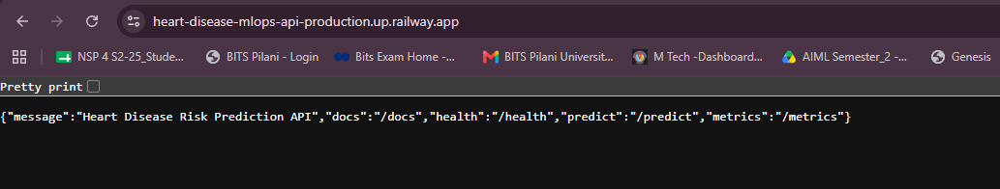 heart-disease-mlops-api-production.up.railway.app
NSP 4 S2-25_Stude... BITS Pilani - Login Bits Exam Home -... BITS Pilani Universit... M Tech -Dashboard... AIML Semester_2 -... Genesis
Pretty print
{"message":"Heart Disease Risk Prediction API","docs":"/docs","health":"/health","predict":"/predict","metrics":"/metrics"}